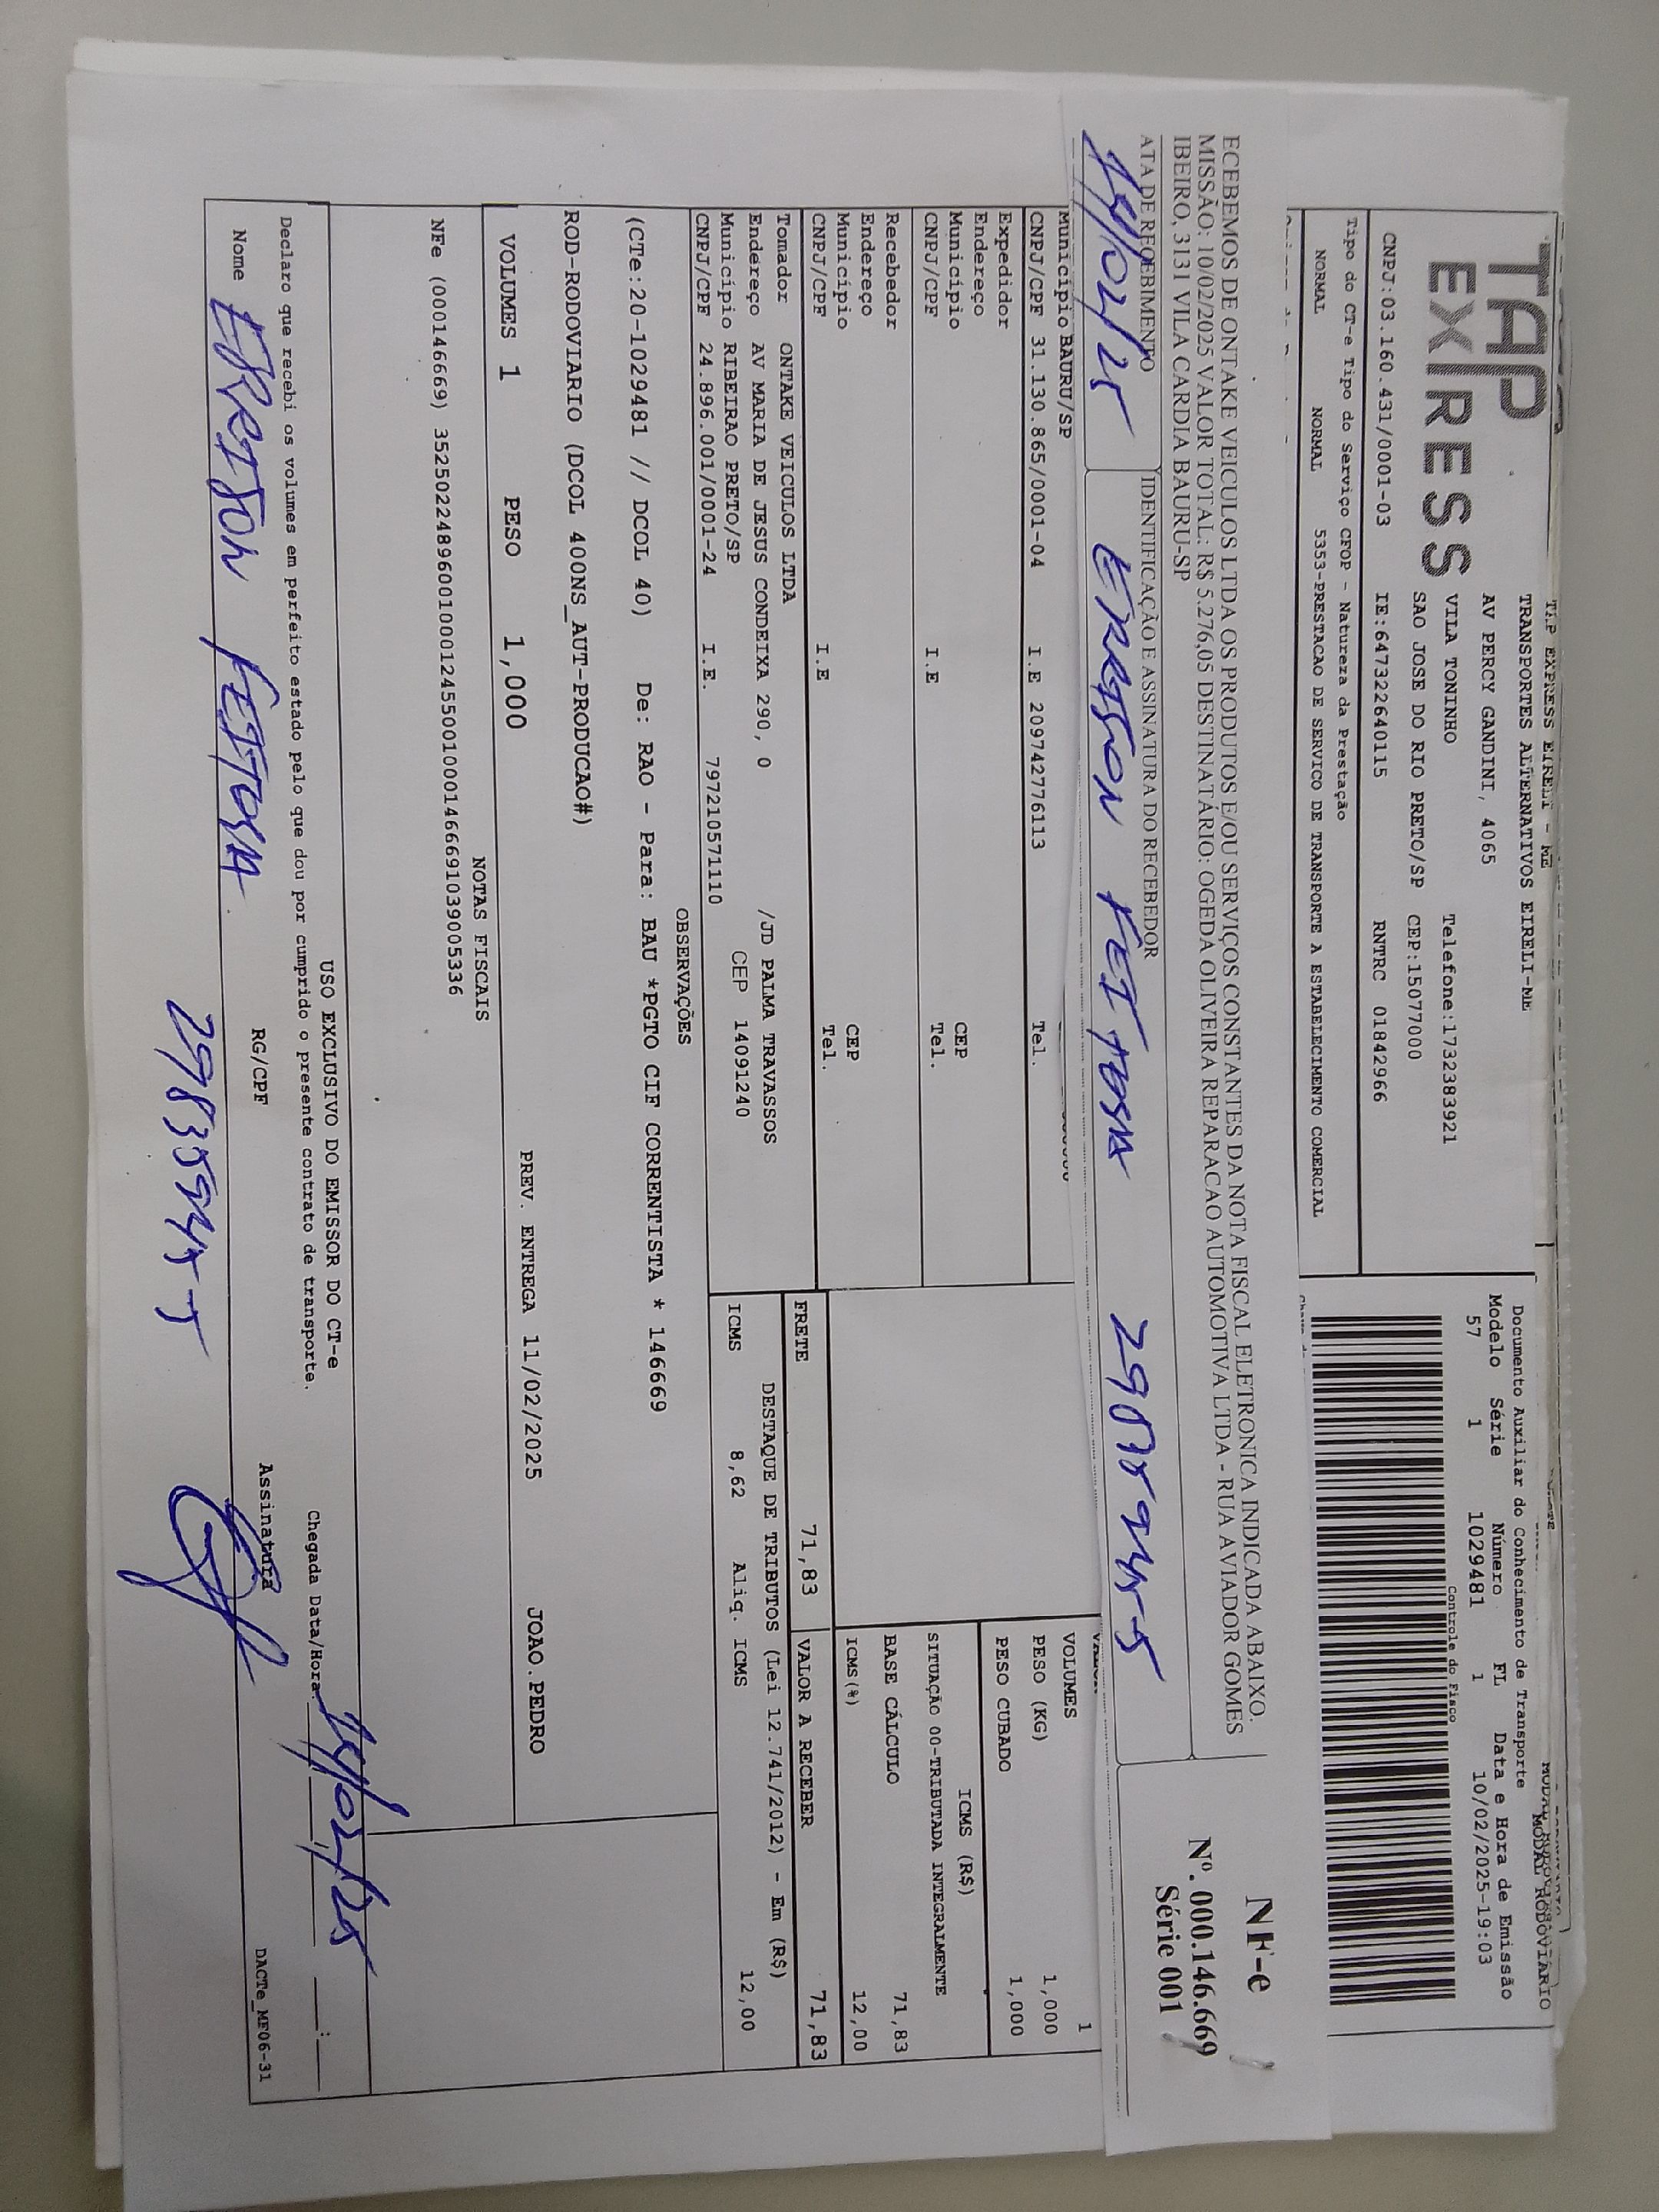 TAP
EXPRESS
TRANSPORTES ALTERNATIVOS EIRELI-ME
AV PERCY GANDINI, 4065
VILA TONINHO
Telefone:1732383921
SAO JOSE DO RIO PRETO/SP CEP:15077000
CNPJ:03.160.431/0001-03 IE:647322640115 RNTRC 01842966
Tipo do CT-e Tipo do Serviço CFOP - Natureza da Prestação
NORMAL NORMAL 5353-PRESTACAO DE SERVICO DE TRANSPORTE A ESTABELECIMENTO COMERCIAL
MODAL RODOVIÁRIO
Documento Auxiliar do Conhecimento de Transporte
Modelo Série Número FL Data e Hora de Emissão
57 1 1029481 1 10/02/2025-19:03
Controle do Fisco
ECEBEMOS DE ONTAKE VEICULOS LTDA OS PRODUTOS E/OU SERVIÇOS CONSTANTES DA NOTA FISCAL ELETRONICA INDICADA ABAIXO.
MISSÃO: 10/02/2025 VALOR TOTAL: R$ 5.276,05 DESTINATÁRIO: OGEDA OLIVEIRA REPARACAO AUTOMOTIVA LTDA - RUA AVIADOR GOMES
IBEIRO, 3131 VILA CARDIA BAURU-SP
ATA DE RECEBIMENTO IDENTIFICAÇÃO E ASSINATURA DO RECEBEDOR
ERRISON FEITOSA
NF-e
Nº. 000.146.669
Série 001
Município BAURU/SP
CNPJ/CPF 31.130.865/0001-04 I.E 209742776113 Tel.
Expedidor
Endereço
Município CEP
CNPJ/CPF I.E Tel.
Recebedor
Endereço
Município CEP
CNPJ/CPF I.E Tel.
Tomador ONTAKE VEICULOS LTDA
Endereço AV MARIA DE JESUS CONDEIXA 290, 0 /JD PALMA TRAVASSOS
Município RIBEIRAO PRETO/SP CEP 14091240
CNPJ/CPF 24.896.001/0001-24 I.E. 797210571110
VOLUMES 1
PESO (KG) 1,000
PESO CUBADO 1,000
ICMS (R$)
SITUAÇÃO 00-TRIBUTADA INTEGRALMENTE
BASE CÁLCULO 71,83
ICMS(%) 12,00
FRETE 71,83 VALOR A RECEBER 71,83
DESTAQUE DE TRIBUTOS (Lei 12.741/2012) - Em (R$)
ICMS 8,62 Aliq. ICMS 12,00
OBSERVAÇÕES
(CTe:20-1029481 // DCOL 40) De: RAO - Para: BAU *PGTO CIF CORRENTISTA * 146669
ROD-RODOVIARIO (DCOL 400NS_AUT-PRODUCAO#)
VOLUMES 1 PESO 1,000 PREV. ENTREGA 11/02/2025 JOAO.PEDRO
NOTAS FISCAIS
NFe (000146669) 35250224896001000124550010001466691039005336
USO EXCLUSIVO DO EMISSOR DO CT-e
Declaro que recebi os volumes em perfeito estado pelo que dou por cumprido o presente contrato de transporte.
Chegada Data/Hora:
Nome ERRISON FEITOSA RG/CPF Assinatura
DACTe_MF06-31